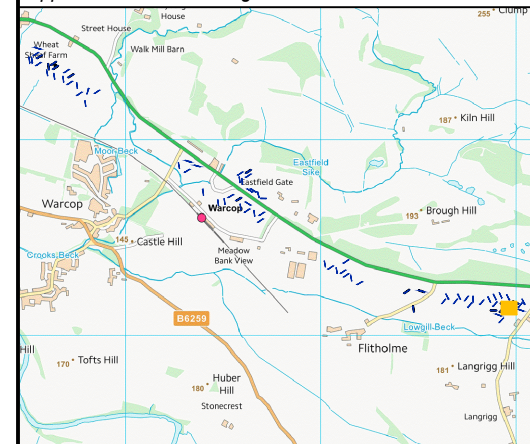 255 Clump
Street House
House
Walk Mill Barn
Wheat
Sheaf Farm
187 Kiln Hill
Moor Beck
Eastfield
Sike
Eastfield Gate
Warcop
Warcop
193 Brough Hill
145 Castle Hill
Crooks Beck
Meadow
Bank View
B6259
Lowgill Beck
Flitholme
Hill
170 Tofts Hill
181 Langrigg Hill
Huber
180 Hill
Stonecrest
Langrigg